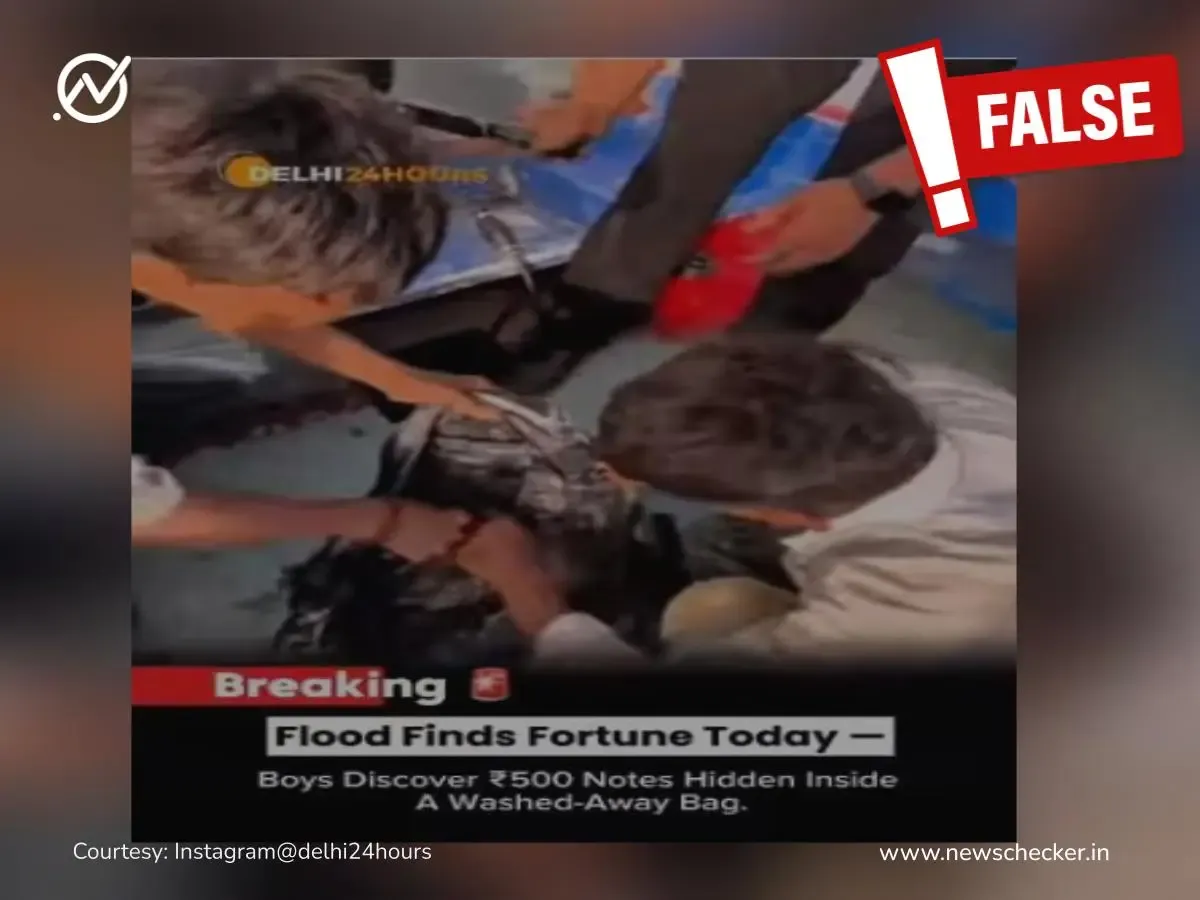 FALSE
DELHI24HOURS
Breaking
Flood Finds Fortune Today —
Boys Discover ₹500 Notes Hidden Inside
A Washed-Away Bag.
Courtesy: Instagram@delhi24hours
www.newschecker.in